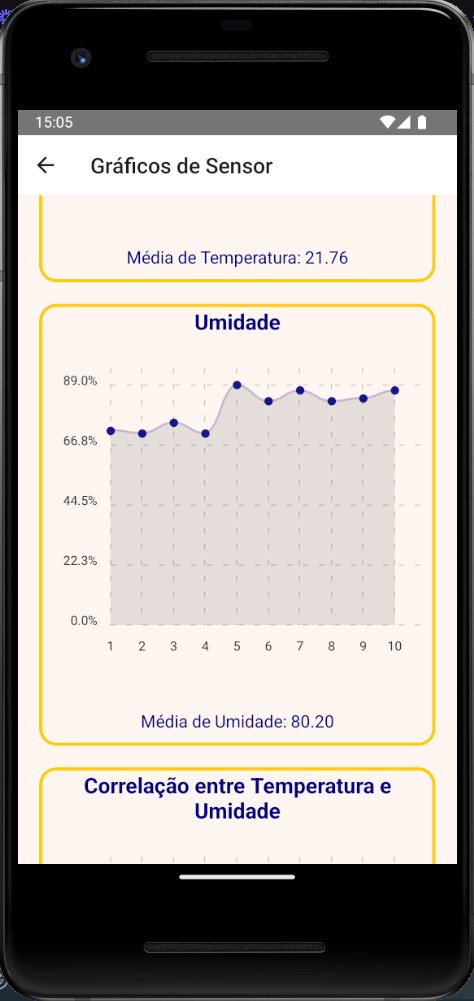 15:05
Gráficos de Sensor
Média de Temperatura: 21.76
Umidade
89.0%
66.8%
44.5%
22.3%
0.0%
1 2 3 4 5 6 7 8 9 10
Média de Umidade: 80.20
Correlação entre Temperatura e
Umidade